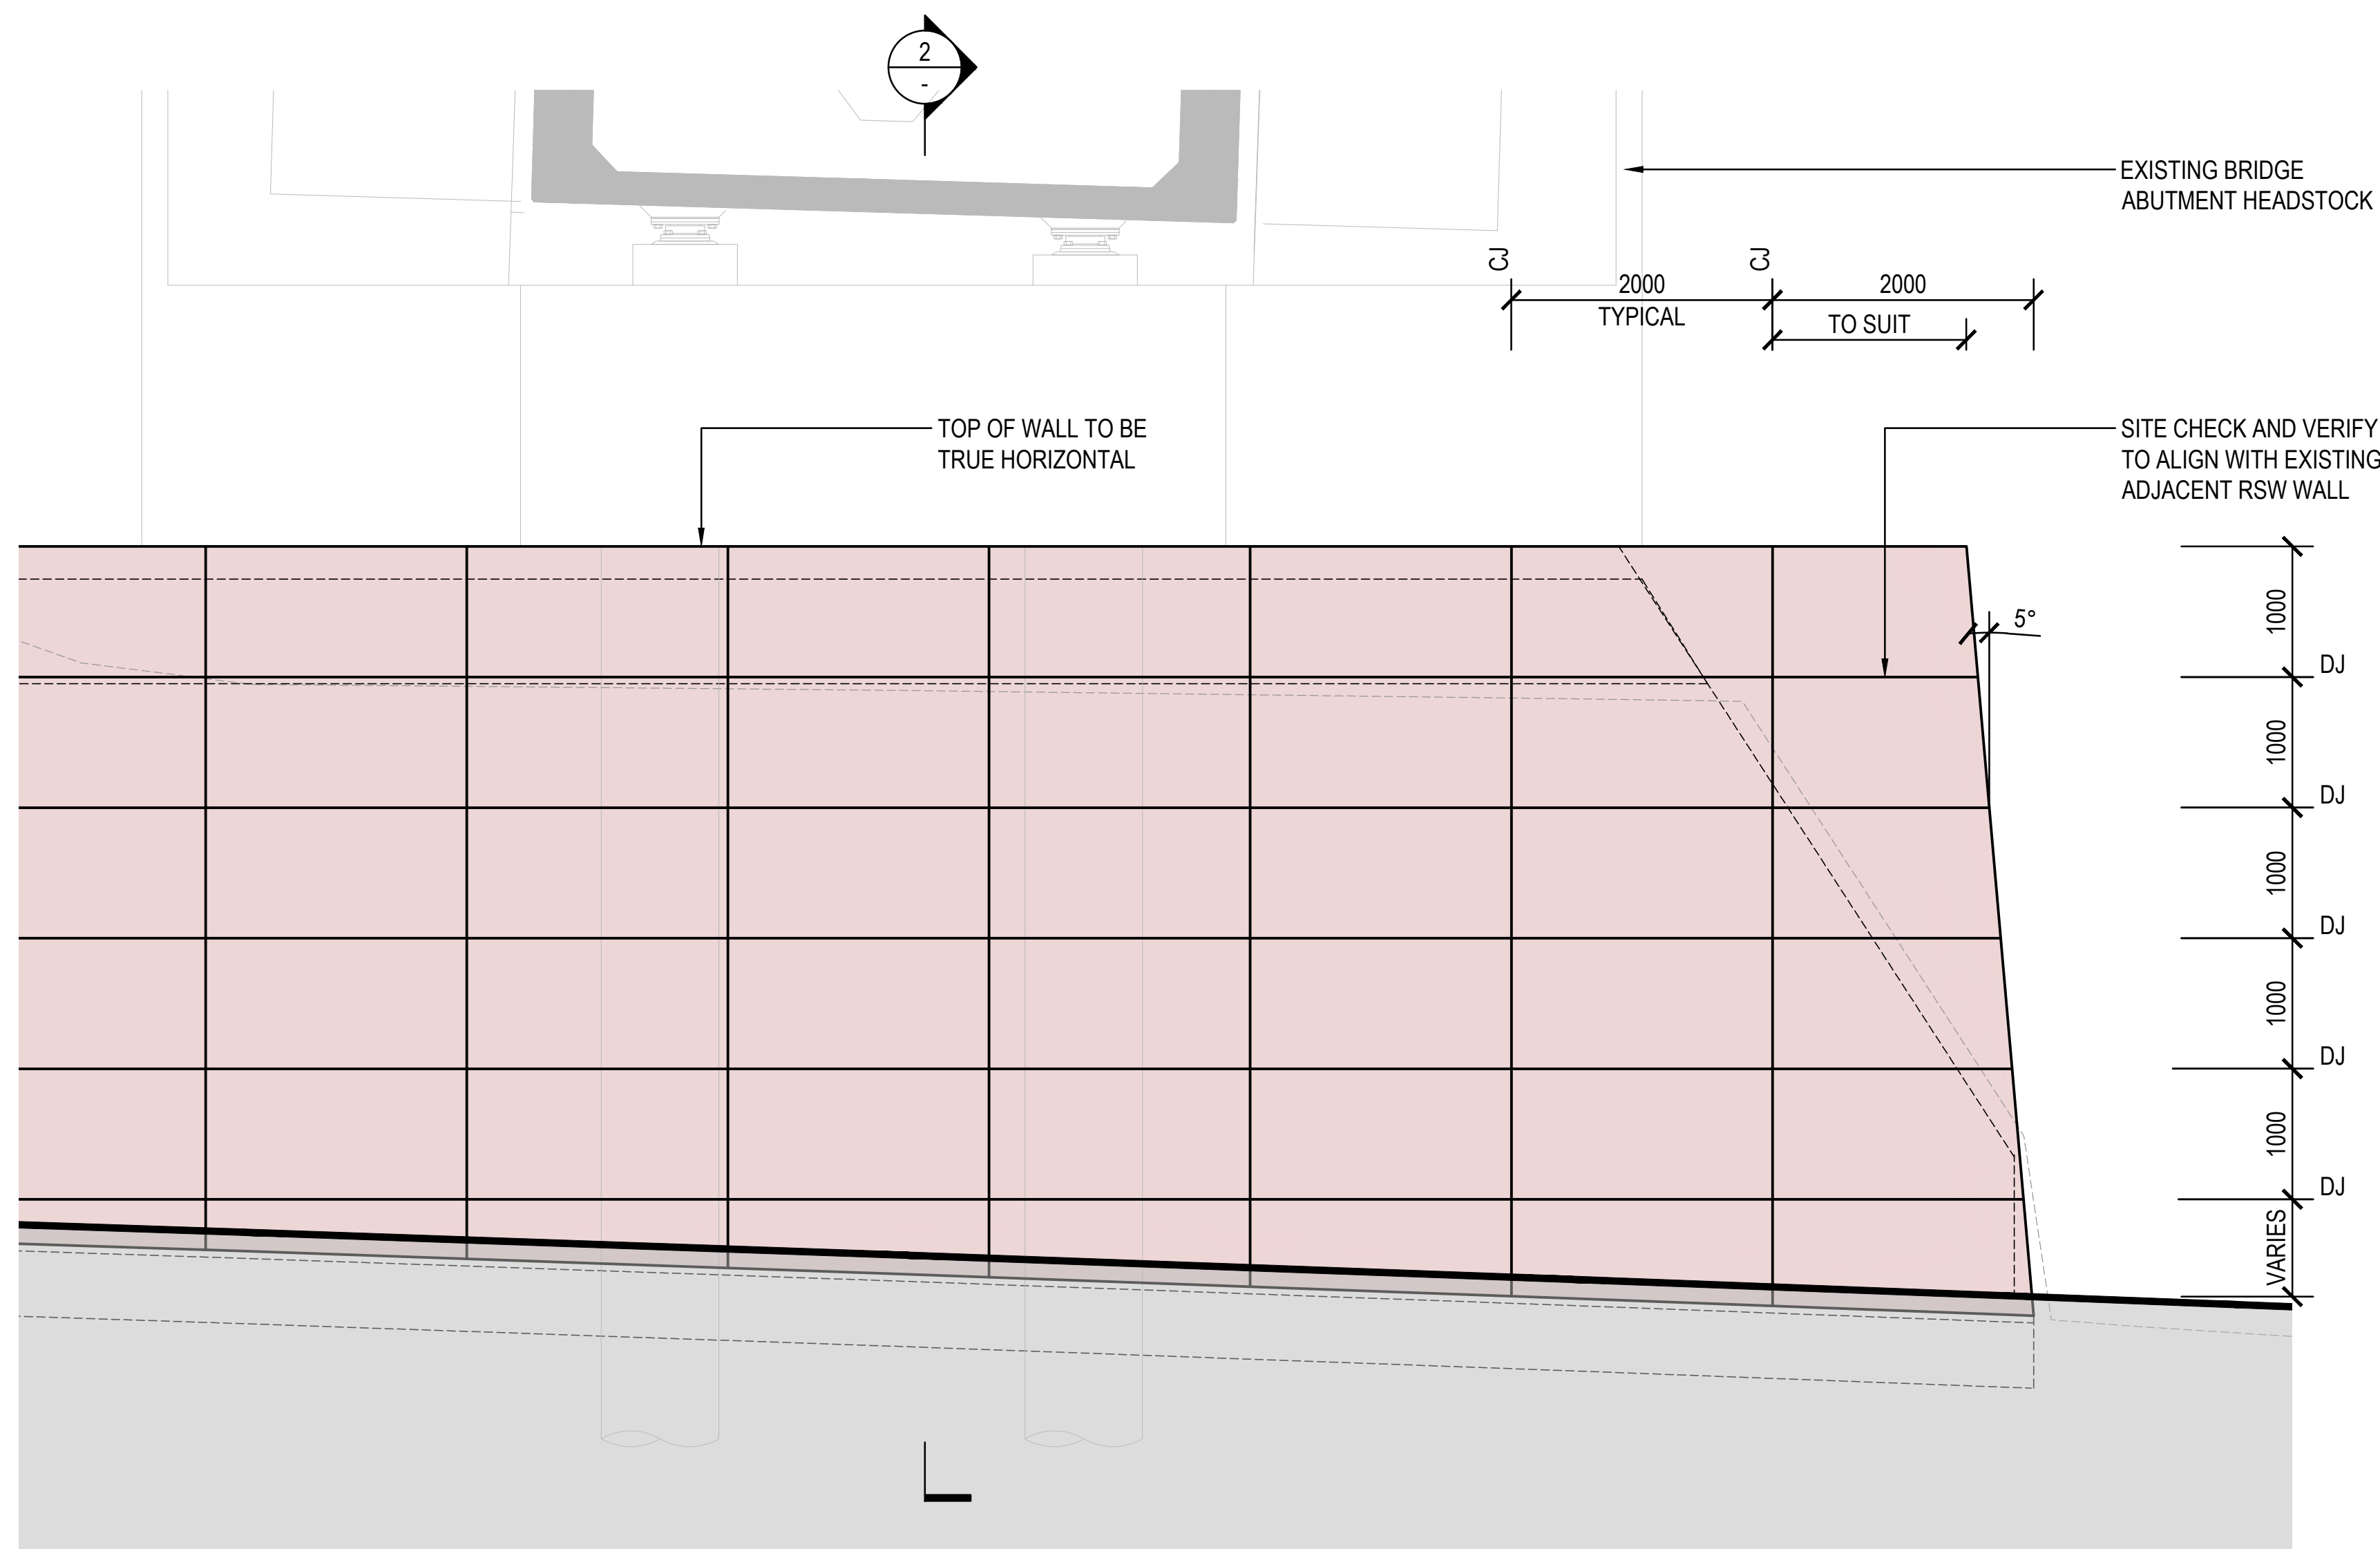 2
-
EXISTING BRIDGE
ABUTMENT HEADSTOCK
CJ
CJ
2000
2000
TYPICAL
TO SUIT
TOP OF WALL TO BE
TRUE HORIZONTAL
SITE CHECK AND VERIFY
TO ALIGN WITH EXISTING
ADJACENT RSW WALL
5°
1000
DJ
1000
DJ
1000
DJ
1000
DJ
1000
DJ
VARIES